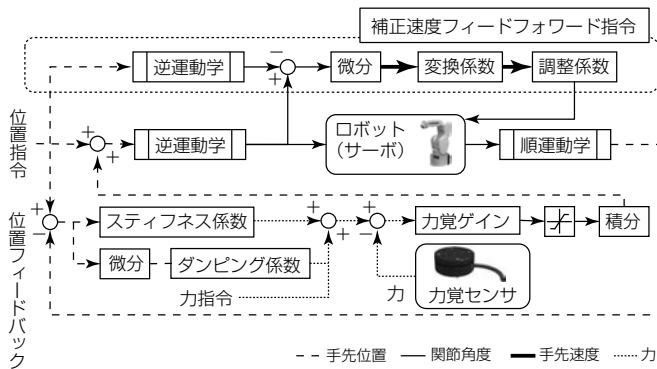 補正速度フィードフォワード指令
逆運動学
−
+
微分
変換係数
調整係数
位置指令
+
+
逆運動学
ロボット
(サーボ)
順運動学
位置フィードバック
+
−
スティフネス係数
+
+
+
−
力覚ゲイン
積分
微分
ダンピング係数
力指令
力
力覚センサ
手先位置
関節角度
手先速度
力